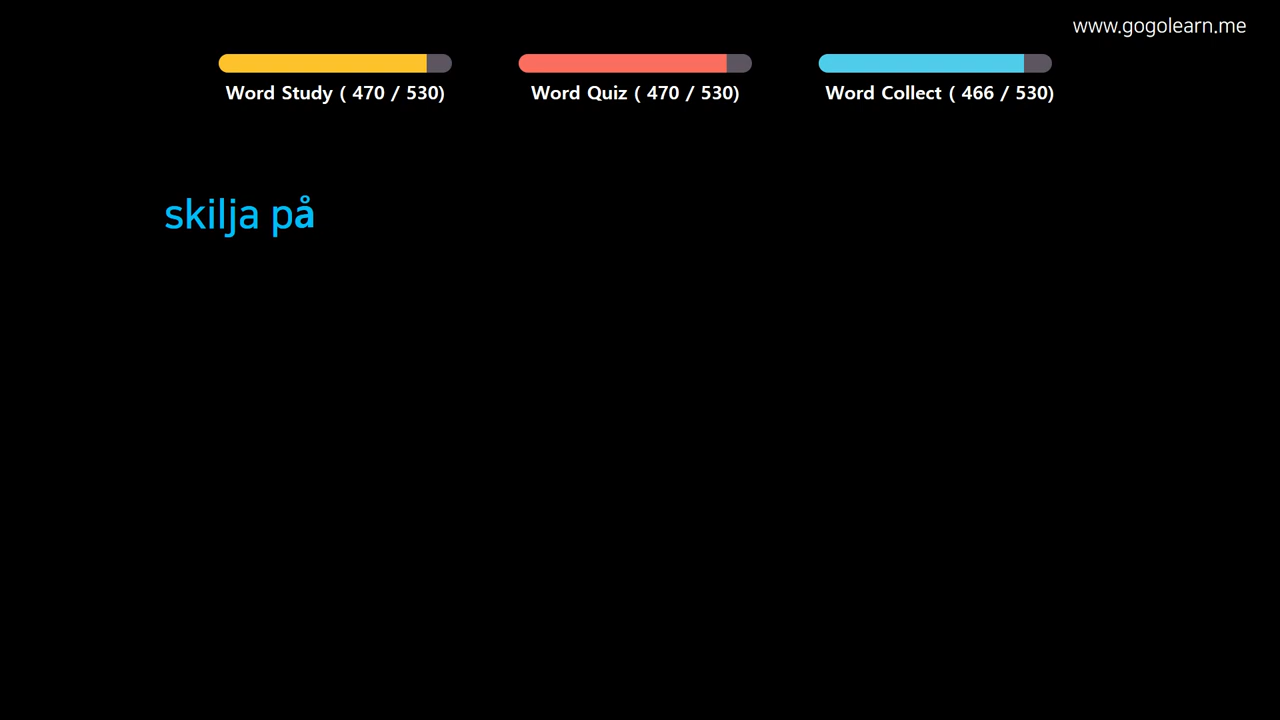 www.gogolearn.me
Word Study ( 470 / 530)
Word Quiz ( 470 / 530)
Word Collect ( 466 / 530)
skilja på